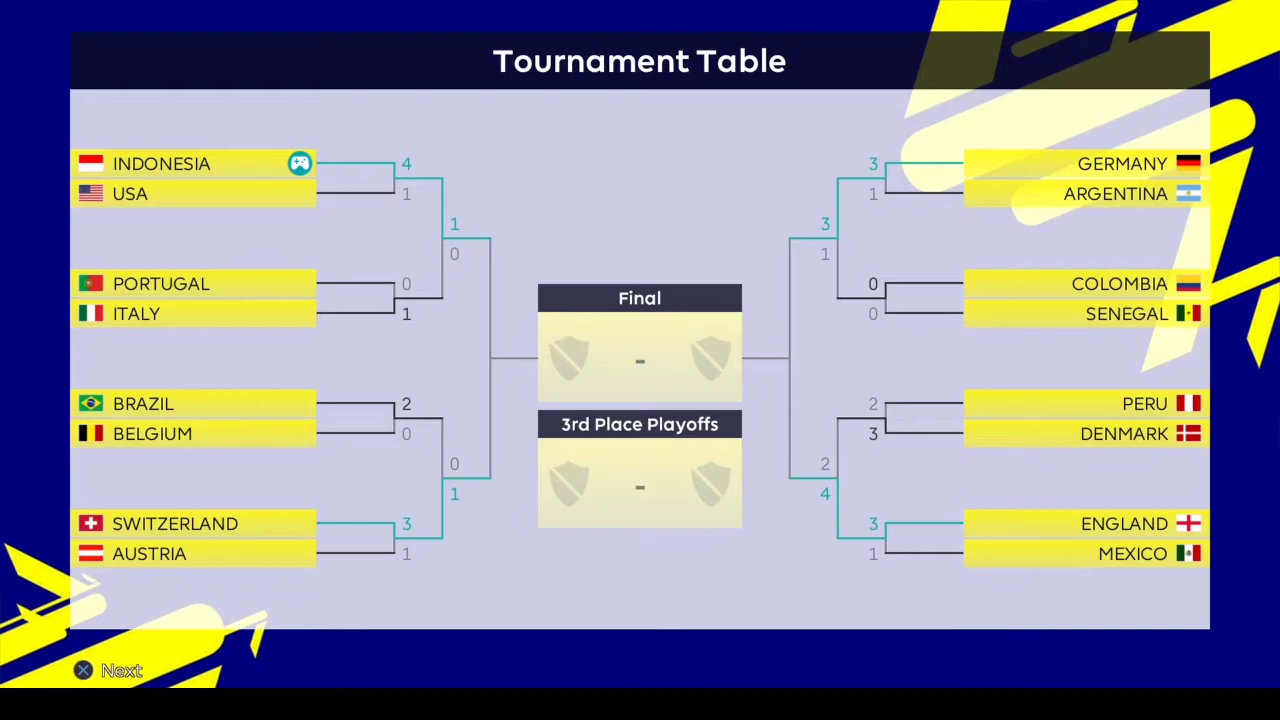 Tournament Table
INDONESIA 4
USA 1
1
0
PORTUGAL 0
ITALY 1
BRAZIL 2
BELGIUM 0
0
1
SWITZERLAND 3
AUSTRIA 1
Final
-
3rd Place Playoffs
-
3 GERMANY
1 ARGENTINA
3
1
0 COLOMBIA
0 SENEGAL
2 PERU
3 DENMARK
2
4
3 ENGLAND
1 MEXICO
Next